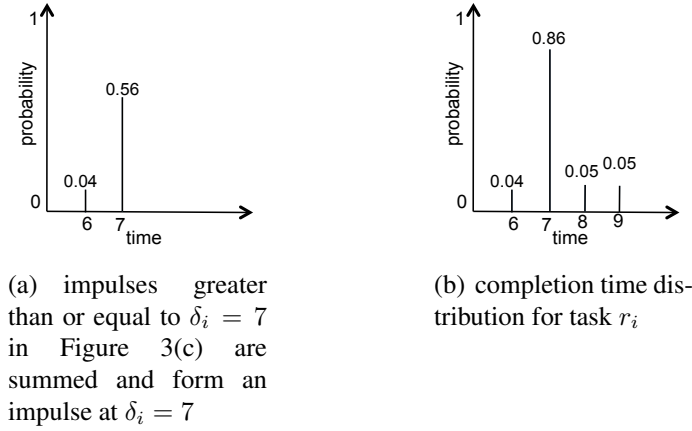 1
probability
0
0.04
0.56
6
7
time
(a) impulses greater
than or equal to δi = 7
in Figure 3(c) are
summed and form an
impulse at δi = 7
1
probability
0
0.04
0.86
0.05
0.05
6
7
8
9
time
(b) completion time dis-
tribution for task ri